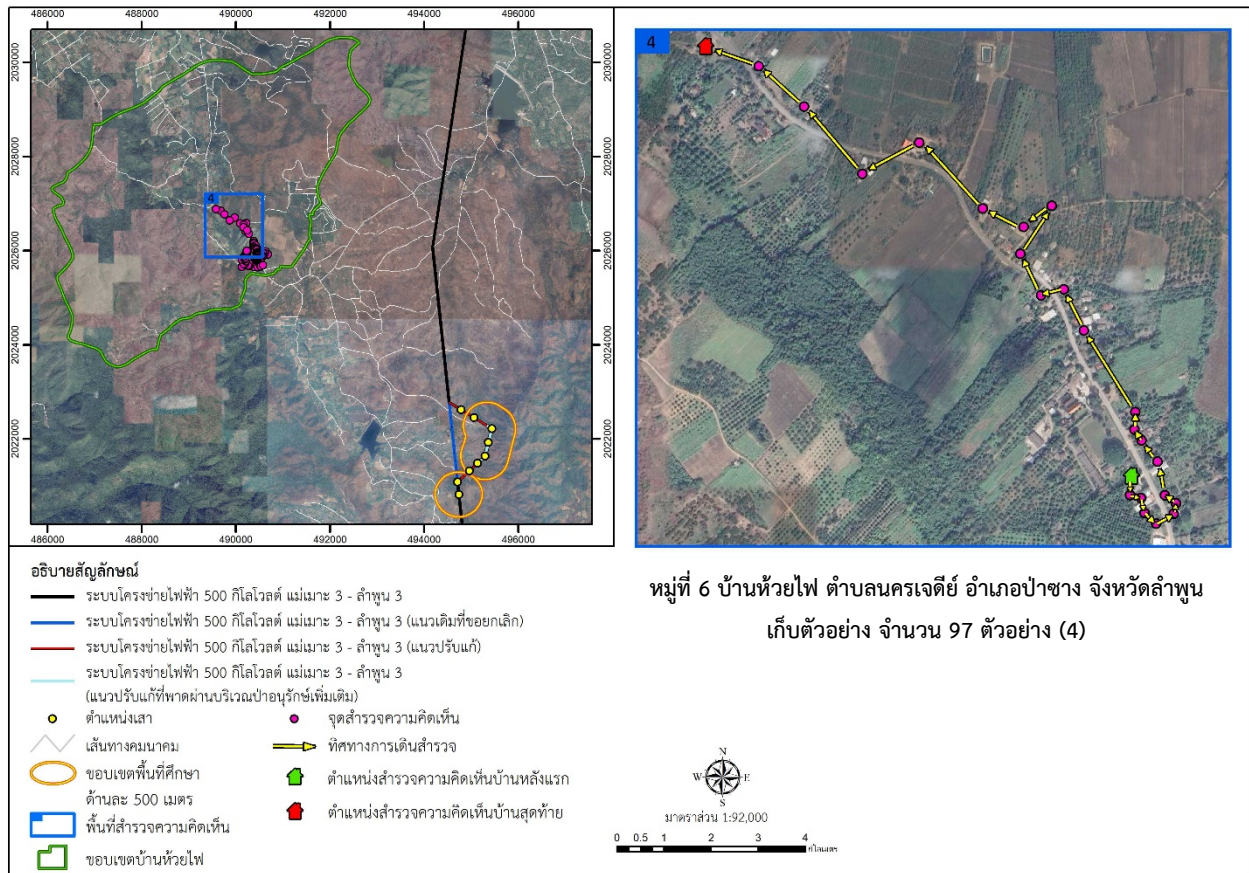 486000 488000 490000 492000 494000 496000
2030000
2028000
2026000
2024000
2022000
4
2030000
2028000
2026000
2024000
2022000
486000 488000 490000 492000 494000 496000
4
หมู่ที่ 6 บ้านห้วยไฟ ตำบลนครเจดีย์ อำเภอป่าซาง จังหวัดลำพูน
เก็บตัวอย่าง จำนวน 97 ตัวอย่าง (4)
อธิบายสัญลักษณ์
ระบบโครงข่ายไฟฟ้า 500 กิโลโวลต์ แม่เมาะ 3 - ลำพูน 3
ระบบโครงข่ายไฟฟ้า 500 กิโลโวลต์ แม่เมาะ 3 - ลำพูน 3 (แนวเดิมที่ขอยกเลิก)
ระบบโครงข่ายไฟฟ้า 500 กิโลโวลต์ แม่เมาะ 3 - ลำพูน 3 (แนวปรับแก้)
ระบบโครงข่ายไฟฟ้า 500 กิโลโวลต์ แม่เมาะ 3 - ลำพูน 3
(แนวปรับแก้ที่พาดผ่านบริเวณป่าอนุรักษ์เพิ่มเติม)
ตำแหน่งเสา
จุดสำรวจความคิดเห็น
เส้นทางคมนาคม
ทิศทางการเดินสำรวจ
ขอบเขตพื้นที่ศึกษา
ด้านละ 500 เมตร
ตำแหน่งสำรวจความคิดเห็นบ้านหลังแรก
พื้นที่สำรวจความคิดเห็น
ตำแหน่งสำรวจความคิดเห็นบ้านสุดท้าย
ขอบเขตบ้านห้วยไฟ
N
W E
S
มาตราส่วน 1:92,000
0 0.5 1 2 3 4
กิโลเมตร